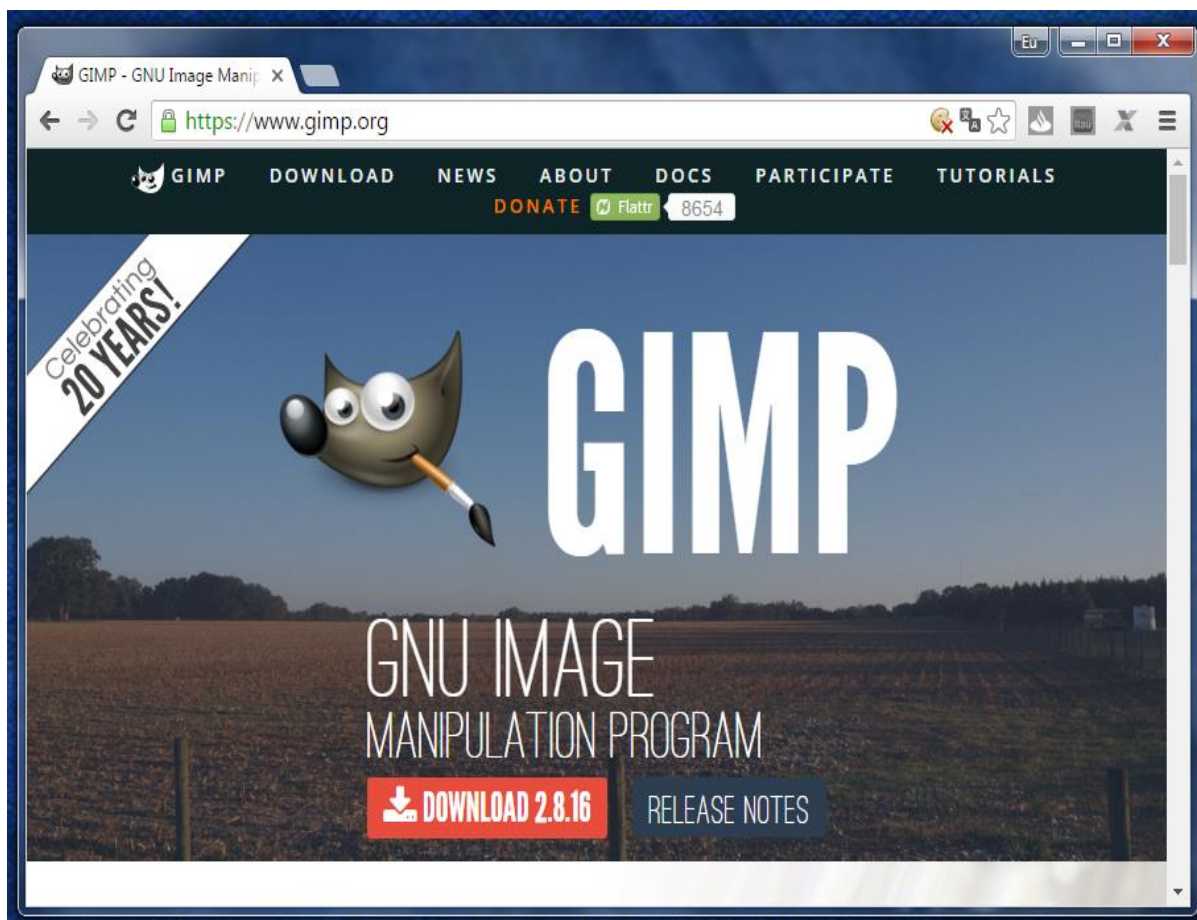 Eu
GIMP - GNU Image Manip
https://www.gimp.org
GIMP DOWNLOAD NEWS ABOUT DOCS PARTICIPATE TUTORIALS
DONATE Flattr 8654
Celebrating
20 YEARS!
GIMP
GNU IMAGE
MANIPULATION PROGRAM
DOWNLOAD 2.8.16 RELEASE NOTES